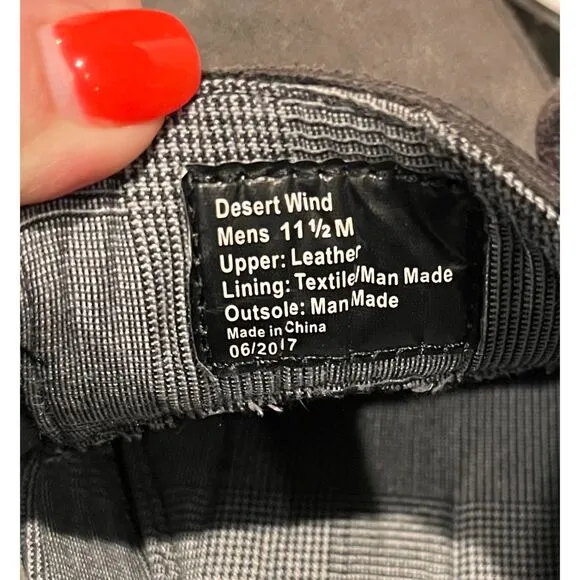 Desert Wind
Mens 11 ½ M
Upper: Leather
Lining: Textile/Man Made
Outsole: Man Made
Made in China
06/2017